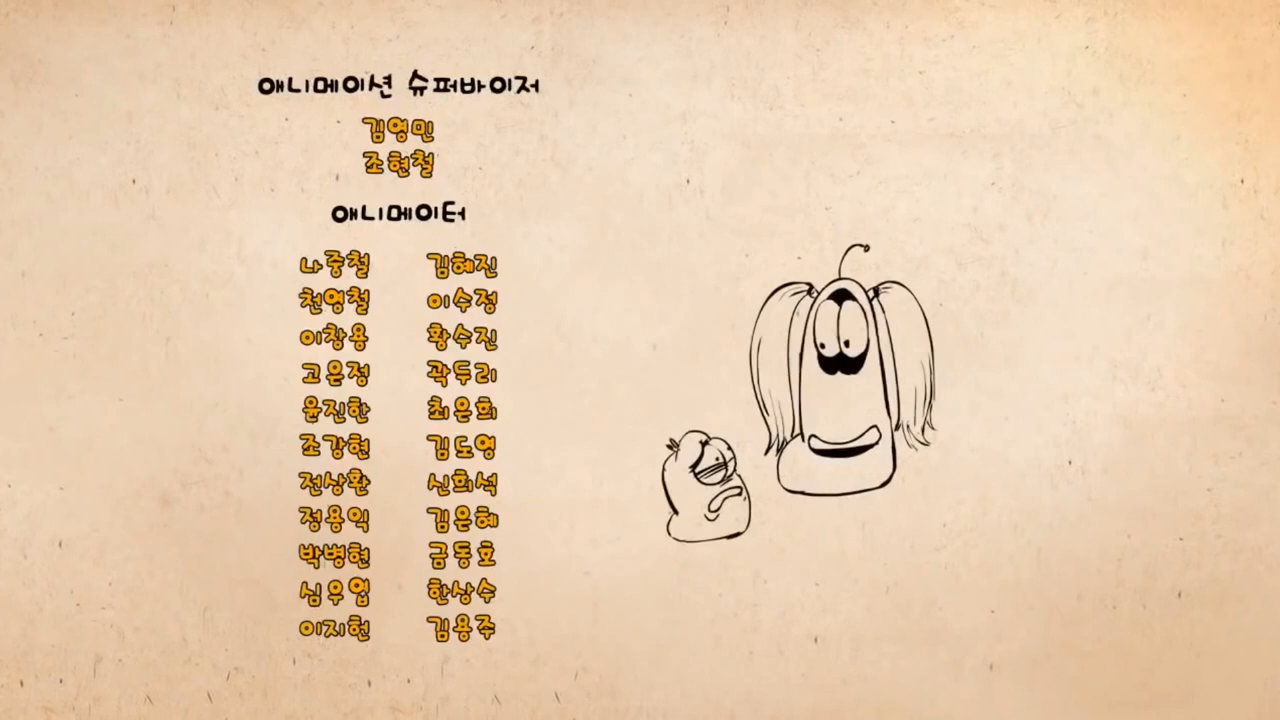 애니메이션 슈퍼바이저
김영민
조현철
애니메이터
나중철 김혜진
천영철 이수정
이창용 황수진
고은정 곽두리
윤진한 최은희
조강현 김도영
전상환 신희석
정용익 김은혜
박병현 금동호
심우엽 한상수
이지헌 김용주